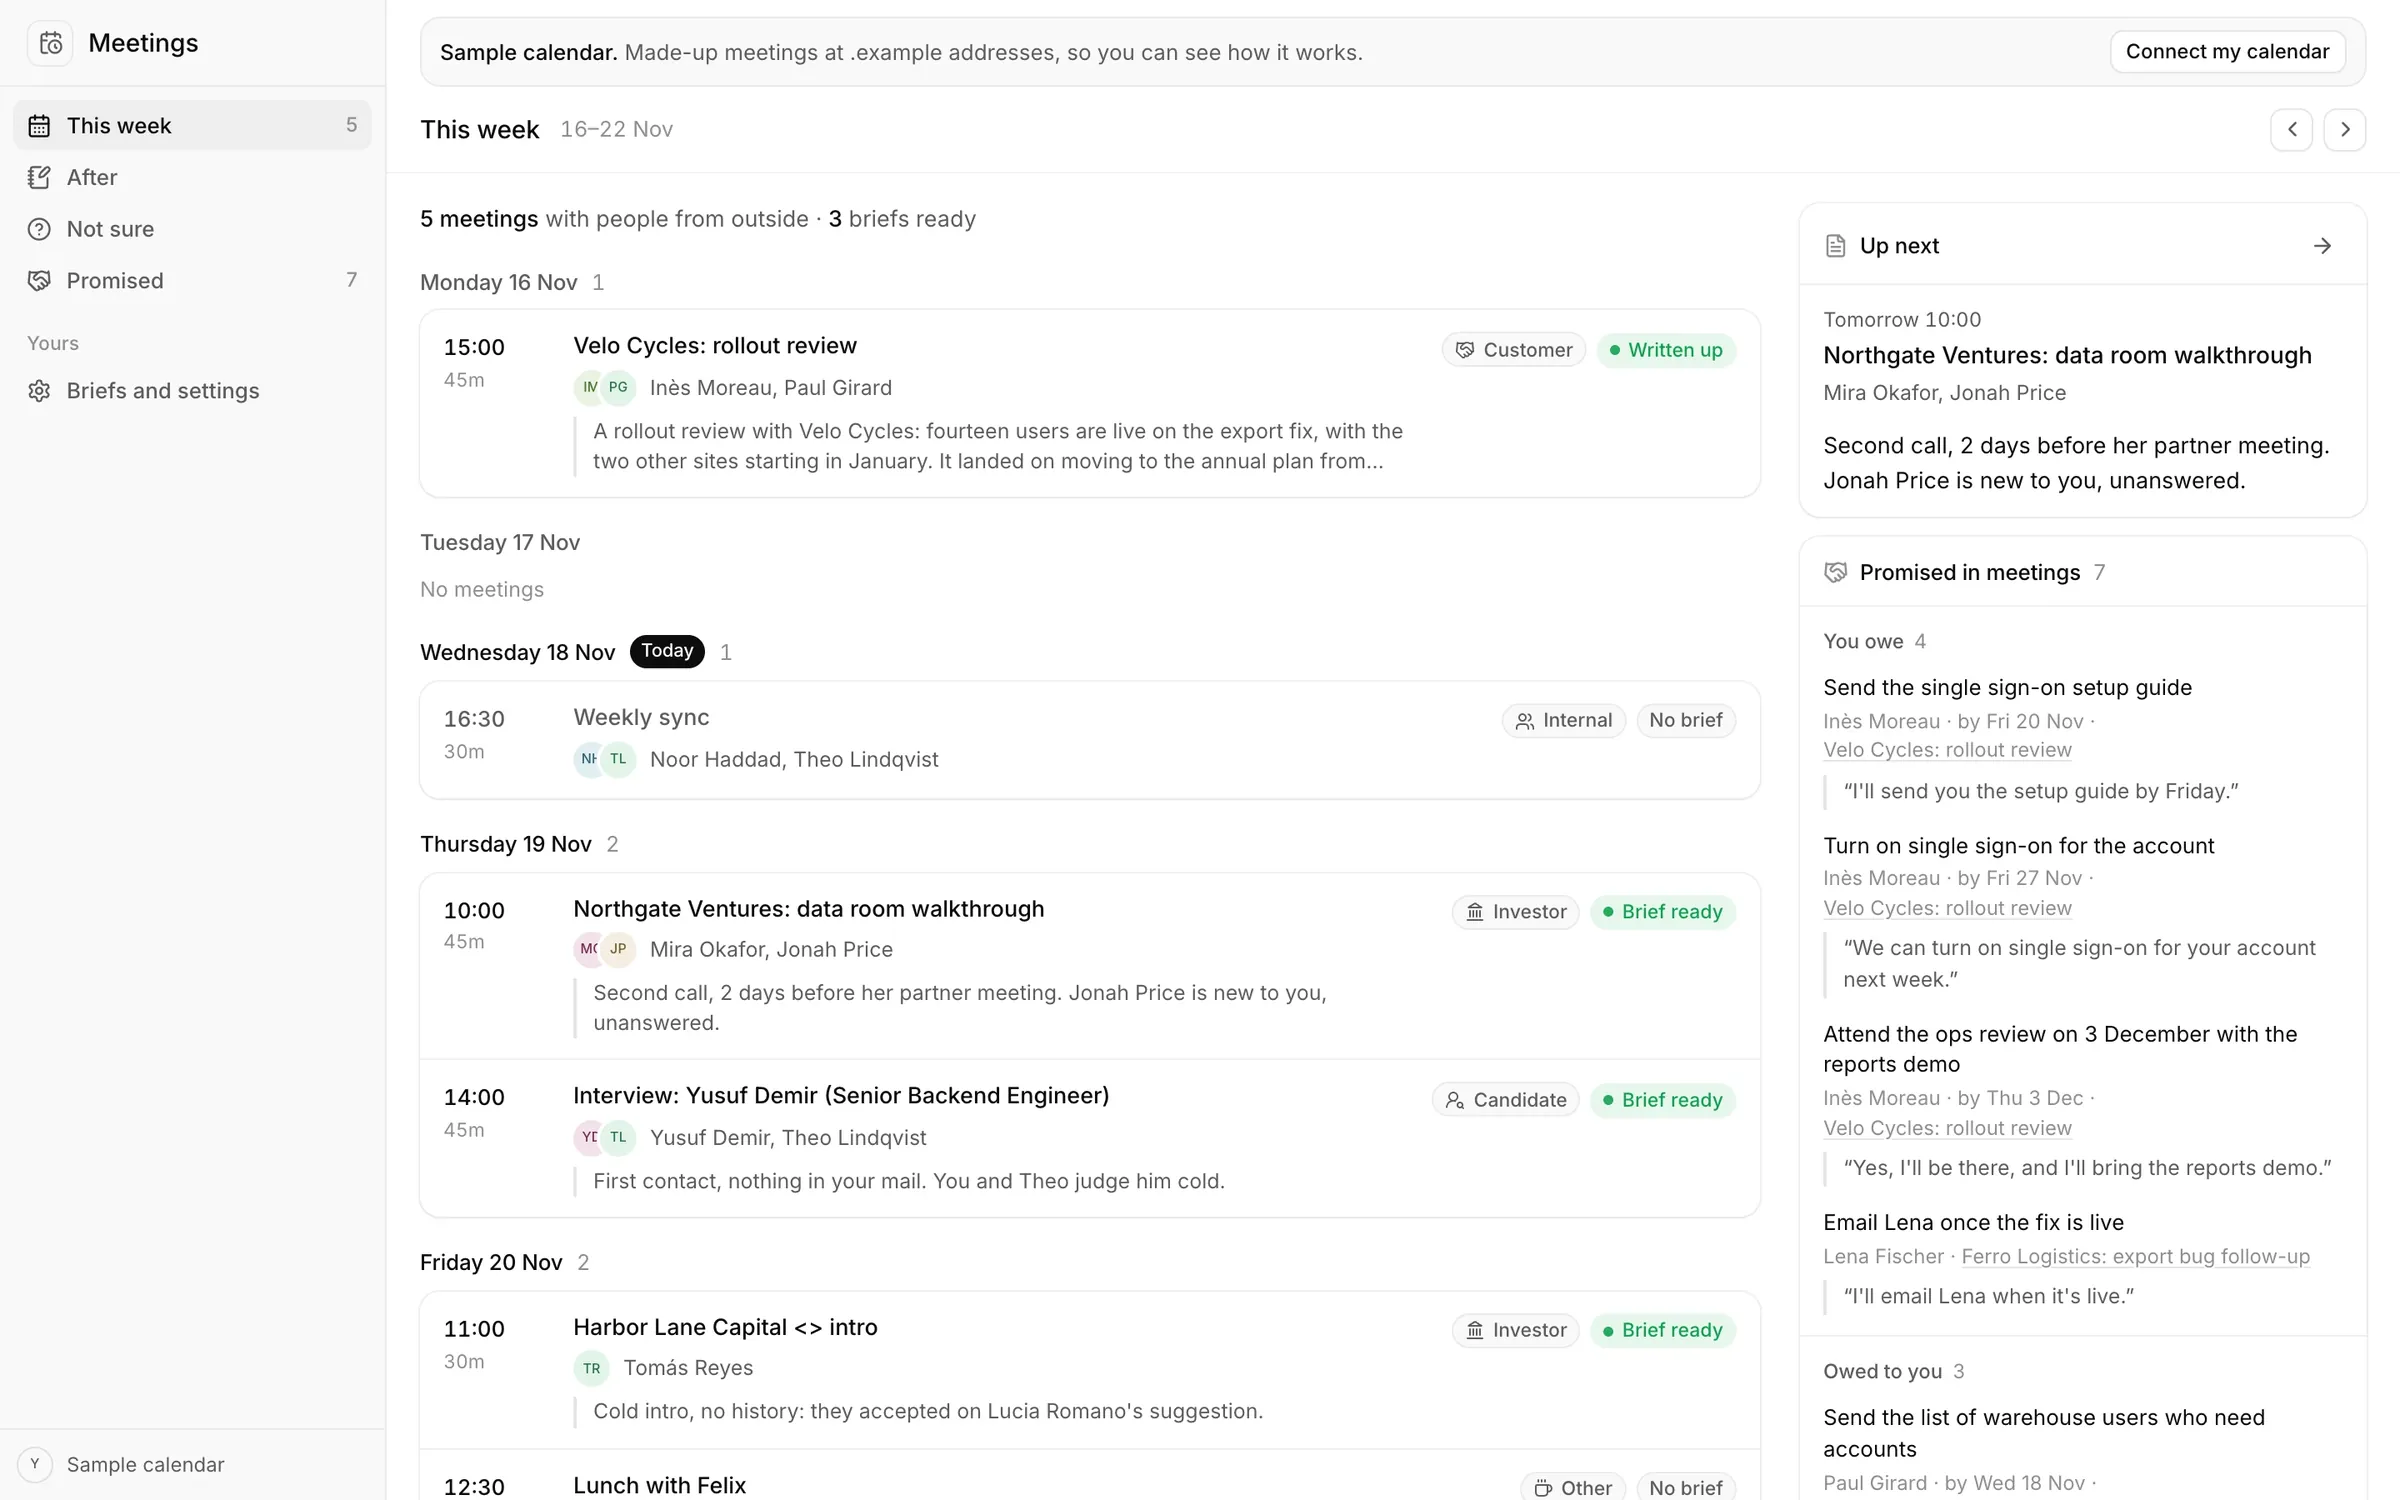 Meetings
This week 5
After
Not sure
Promised 7
Yours
Briefs and settings
Y Sample calendar
Sample calendar. Made-up meetings at .example addresses, so you can see how it works.
Connect my calendar
This week 16–22 Nov
5 meetings with people from outside · 3 briefs ready
Monday 16 Nov 1
15:00
45m
Velo Cycles: rollout review
Customer
Written up
PG Inès Moreau, Paul Girard
A rollout review with Velo Cycles: fourteen users are live on the export fix, with the
two other sites starting in January. It landed on moving to the annual plan from...
Tuesday 17 Nov
No meetings
Wednesday 18 Nov Today 1
16:30
30m
Weekly sync
Internal
No brief
TL Noor Haddad, Theo Lindqvist
Thursday 19 Nov 2
10:00
45m
Northgate Ventures: data room walkthrough
Investor
Brief ready
JP Mira Okafor, Jonah Price
Second call, 2 days before her partner meeting. Jonah Price is new to you,
unanswered.
14:00
45m
Interview: Yusuf Demir (Senior Backend Engineer)
Candidate
Brief ready
TL Yusuf Demir, Theo Lindqvist
First contact, nothing in your mail. You and Theo judge him cold.
Friday 20 Nov 2
11:00
30m
Harbor Lane Capital <> intro
Investor
Brief ready
TR Tomás Reyes
Cold intro, no history: they accepted on Lucia Romano's suggestion.
12:30
Lunch with Felix
Other
No brief
Up next
Tomorrow 10:00
Northgate Ventures: data room walkthrough
Mira Okafor, Jonah Price
Second call, 2 days before her partner meeting.
Jonah Price is new to you, unanswered.
Promised in meetings 7
You owe 4
Send the single sign-on setup guide
Inès Moreau · by Fri 20 Nov ·
Velo Cycles: rollout review
“I'll send you the setup guide by Friday.”
Turn on single sign-on for the account
Inès Moreau · by Fri 27 Nov ·
Velo Cycles: rollout review
“We can turn on single sign-on for your account
next week.”
Attend the ops review on 3 December with the
reports demo
Inès Moreau · by Thu 3 Dec ·
Velo Cycles: rollout review
“Yes, I'll be there, and I'll bring the reports demo.”
Email Lena once the fix is live
Lena Fischer · Ferro Logistics: export bug follow-up
“I'll email Lena when it's live.”
Owed to you 3
Send the list of warehouse users who need
accounts
Paul Girard · by Wed 18 Nov ·